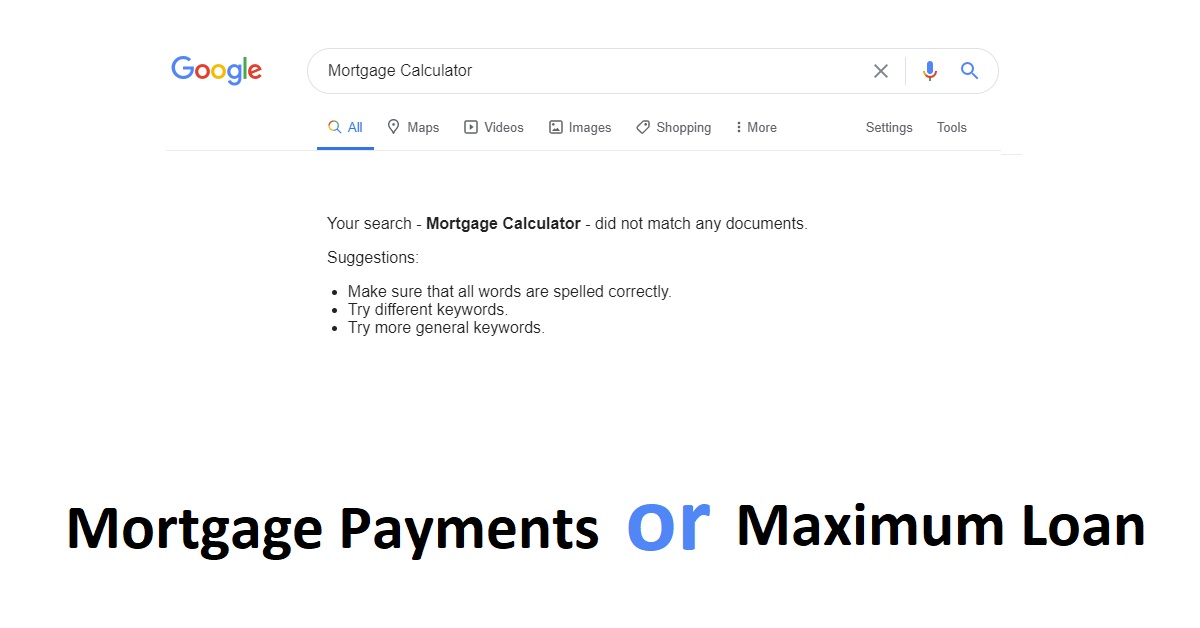 Google Mortgage Calculator
All Maps Videos Images Shopping More Settings Tools
Your search - Mortgage Calculator - did not match any documents.
Suggestions:
Make sure that all words are spelled correctly.
Try different keywords.
Try more general keywords.
Mortgage Payments or Maximum Loan